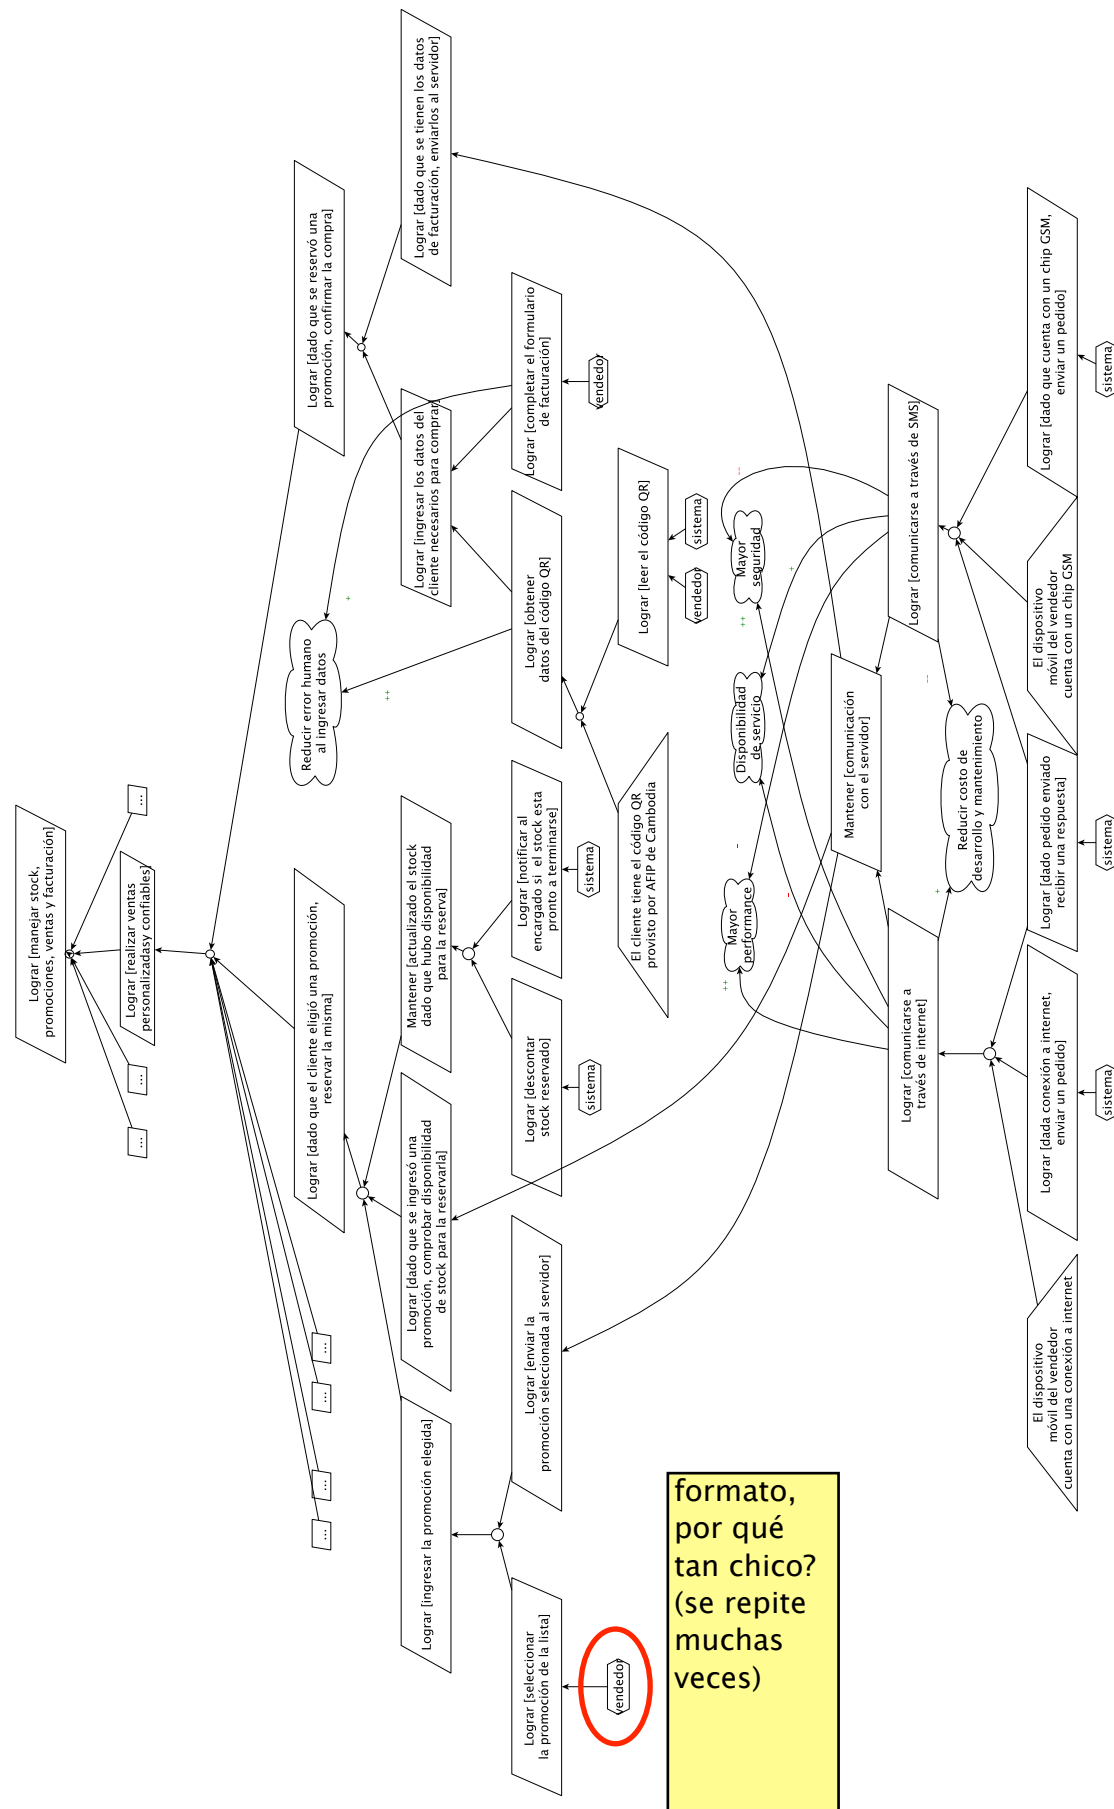 Lograr [manejar stock,
promociones, ventas y facturación]
...
...
Lograr [realizar ventas
personalizadasy confiables]
...
...
...
...
...
Lograr [dado que el cliente eligió una promoción,
reservar la misma]
Reducir error humano
al ingresar datos
Lograr [dado que se reservó una
promoción, confirmar la compra]
++
+
Lograr [ingresar la promoción elegida]
Lograr [dado que se ingresó una
promoción, comprobar disponibilidad
de stock para la reservarla]
Mantener [actualizado el stock
dado que hubo disponibilidad
para la reserva]
Lograr [ingresar los datos del
cliente necesarios para comprar]
Lograr [dado que se tienen los datos
de facturación, enviarlos al servidor]
Lograr [seleccionar
la promoción de la lista]
Lograr [enviar la
promoción seleccionada al servidor]
Lograr [descontar
stock reservado]
Lograr [notificar al
encargado si el stock esta
pronto a terminarse]
Lograr [obtener
datos del código QR]
Lograr [completar el formulario
de facturación]
vendedor
sistema
sistema
vendedor
El cliente tiene el código QR
provisto por AFIP de Cambodia
Lograr [leer el código QR]
vendedor
sistema
formato,
por qué
tan chico?
(se repite
muchas
veces)
++
-
Mayor
performance
-
Disponibilidad
de servicio
+
++
Mayor
seguridad
--
Mantener [comunicación
con el servidor]
Lograr [comunicarse a
través de internet]
Lograr [comunicarse a través de SMS]
+
--
Reducir costo de
desarrollo y mantenimiento
El dispositivo
móvil del vendedor
cuenta con una conexión a internet
Lograr [dada conexión a internet,
enviar un pedido]
Lograr [dado pedido enviado
recibir una respuesta]
El dispositivo
móvil del vendedor
cuenta con un chip GSM
Lograr [dado que cuenta con un chip GSM,
enviar un pedido]
sistema
sistema
sistema